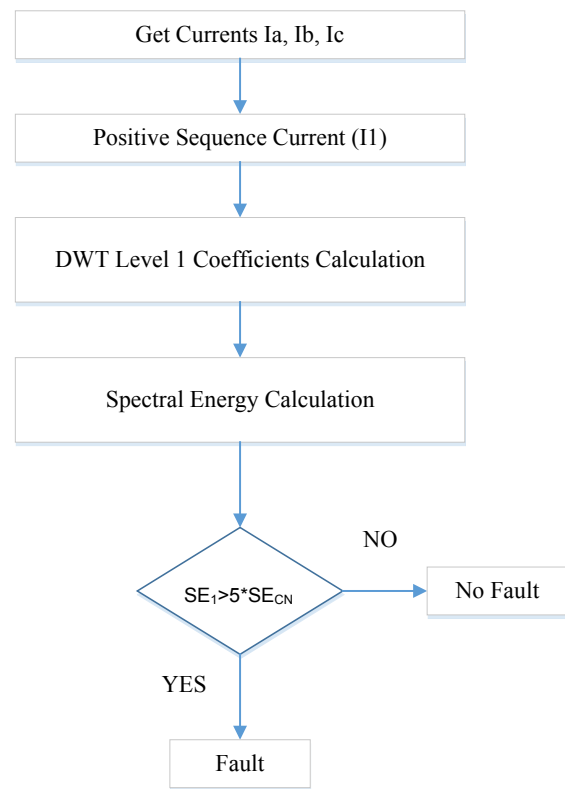 Get Currents Ia, Ib, Ic
Positive Sequence Current (I1)
DWT Level 1 Coefficients Calculation
Spectral Energy Calculation
SE₁>5*SE_CN
NO
No Fault
YES
Fault